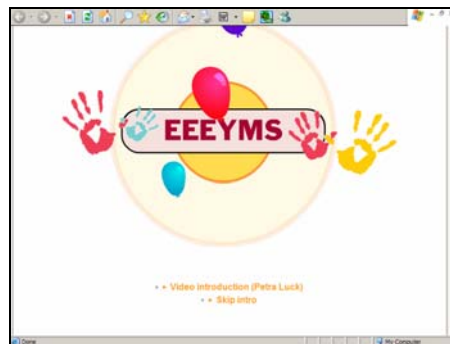 EEEYMS
• • Video introduction (Petra Luck)
• • Skip intro
Done
My Computer